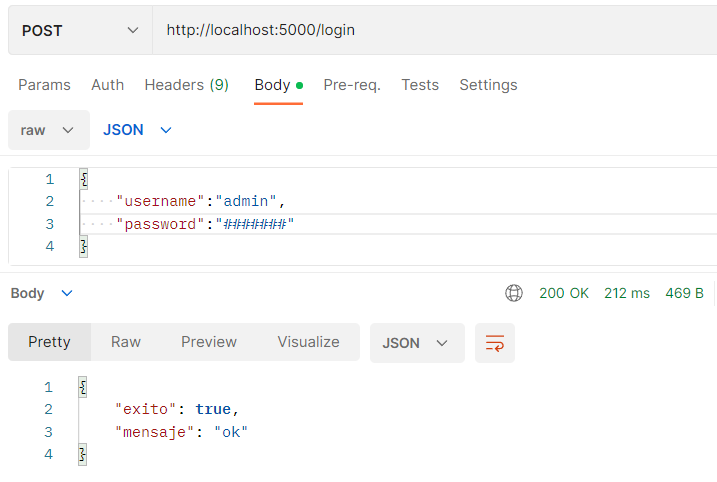 POST http://localhost:5000/login
Params Auth Headers (9) Body Pre-req. Tests Settings
raw JSON
1 {
2 "username":"admin",
3 "password":"#######"
4 }
Body 200 OK 212 ms 469 B
Pretty Raw Preview Visualize JSON
1 {
2 "exito": true,
3 "mensaje": "ok"
4 }